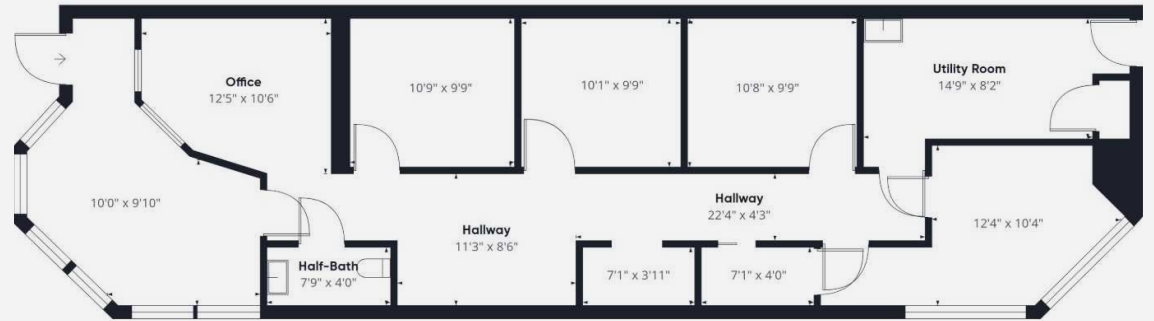 Office
12'5" x 10'6"
10'9" x 9'9"
10'1" x 9'9"
10'8" x 9'9"
Utility Room
14'9" x 8'2"
10'0" x 9'10"
Hallway
11'3" x 8'6"
Hallway
22'4" x 4'3"
12'4" x 10'4"
Half-Bath
7'9" x 4'0"
7'1" x 3'11"
7'1" x 4'0"